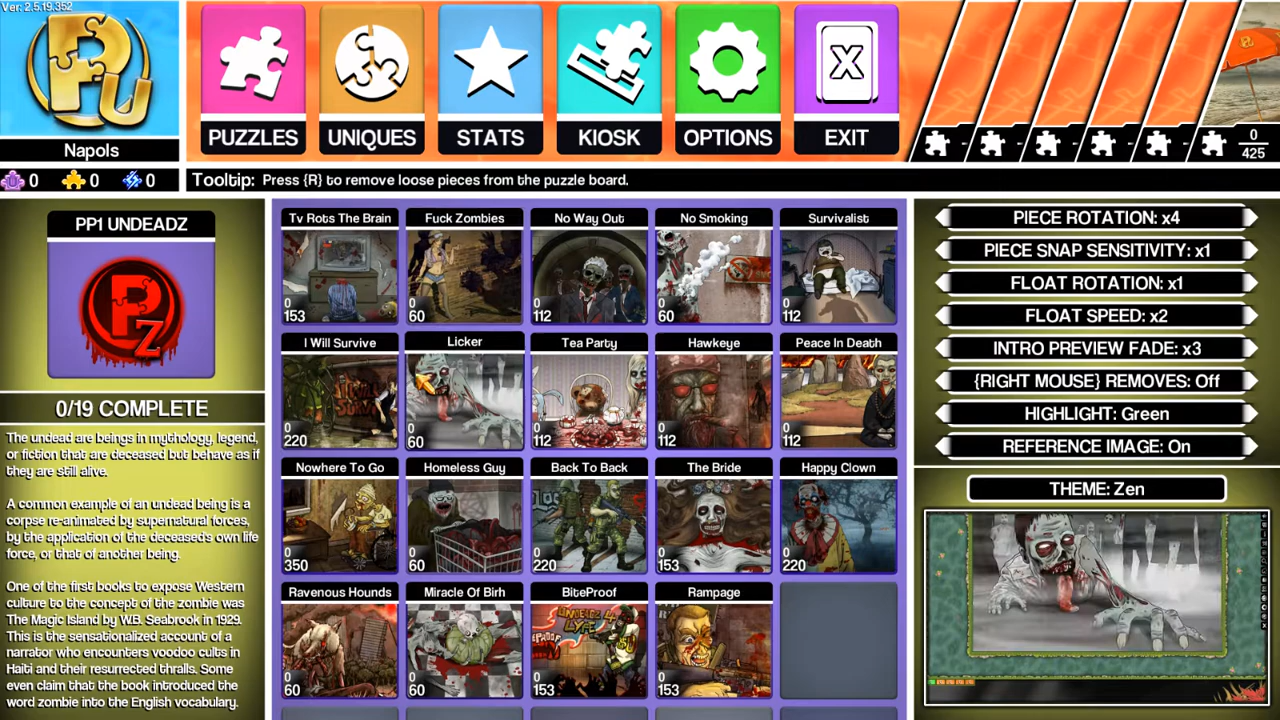 Ver: 2.5.19.352
PU
Napols
0 0 0
PUZZLES
UNIQUES
STATS
KIOSK
OPTIONS
X
EXIT
0
425
Tooltip: Press {R} to remove loose pieces from the puzzle board.
PP1 UNDEADZ
PZ
0/19 COMPLETE
The undead are beings in mythology, legend,
or fiction that are deceased but behave as if
they are still alive.
A common example of an undead being is a
corpse re-animated by supernatural forces,
by the application of the deceased's own life
force, or that of another being.
One of the first books to expose Western
culture to the concept of the zombie was
The Magic Island by W.B. Seabrook in 1929.
This is the sensationalized account of a
narrator who encounters voodoo cults in
Haiti and their resurrected thralls. Some
even claim that the book introduced the
word zombie into the English vocabulary.
Tv Rots The Brain
0
153
Fuck Zombies
0
60
No Way Out
0
112
No Smoking
0
60
Survivalist
0
112
I Will Survive
0
220
Licker
0
60
Tea Party
0
112
Hawkeye
0
112
Peace In Death
0
112
Nowhere To Go
0
350
Homeless Guy
0
60
Back To Back
0
220
The Bride
0
153
Happy Clown
0
220
Ravenous Hounds
0
60
Miracle Of Birh
0
60
BiteProof
UNDEADZ 4
LYFE
0
153
Rampage
0
153
PIECE ROTATION: x4
PIECE SNAP SENSITIVITY: x1
FLOAT ROTATION: x1
FLOAT SPEED: x2
INTRO PREVIEW FADE: x3
{RIGHT MOUSE} REMOVES: Off
HIGHLIGHT: Green
REFERENCE IMAGE: On
THEME: Zen